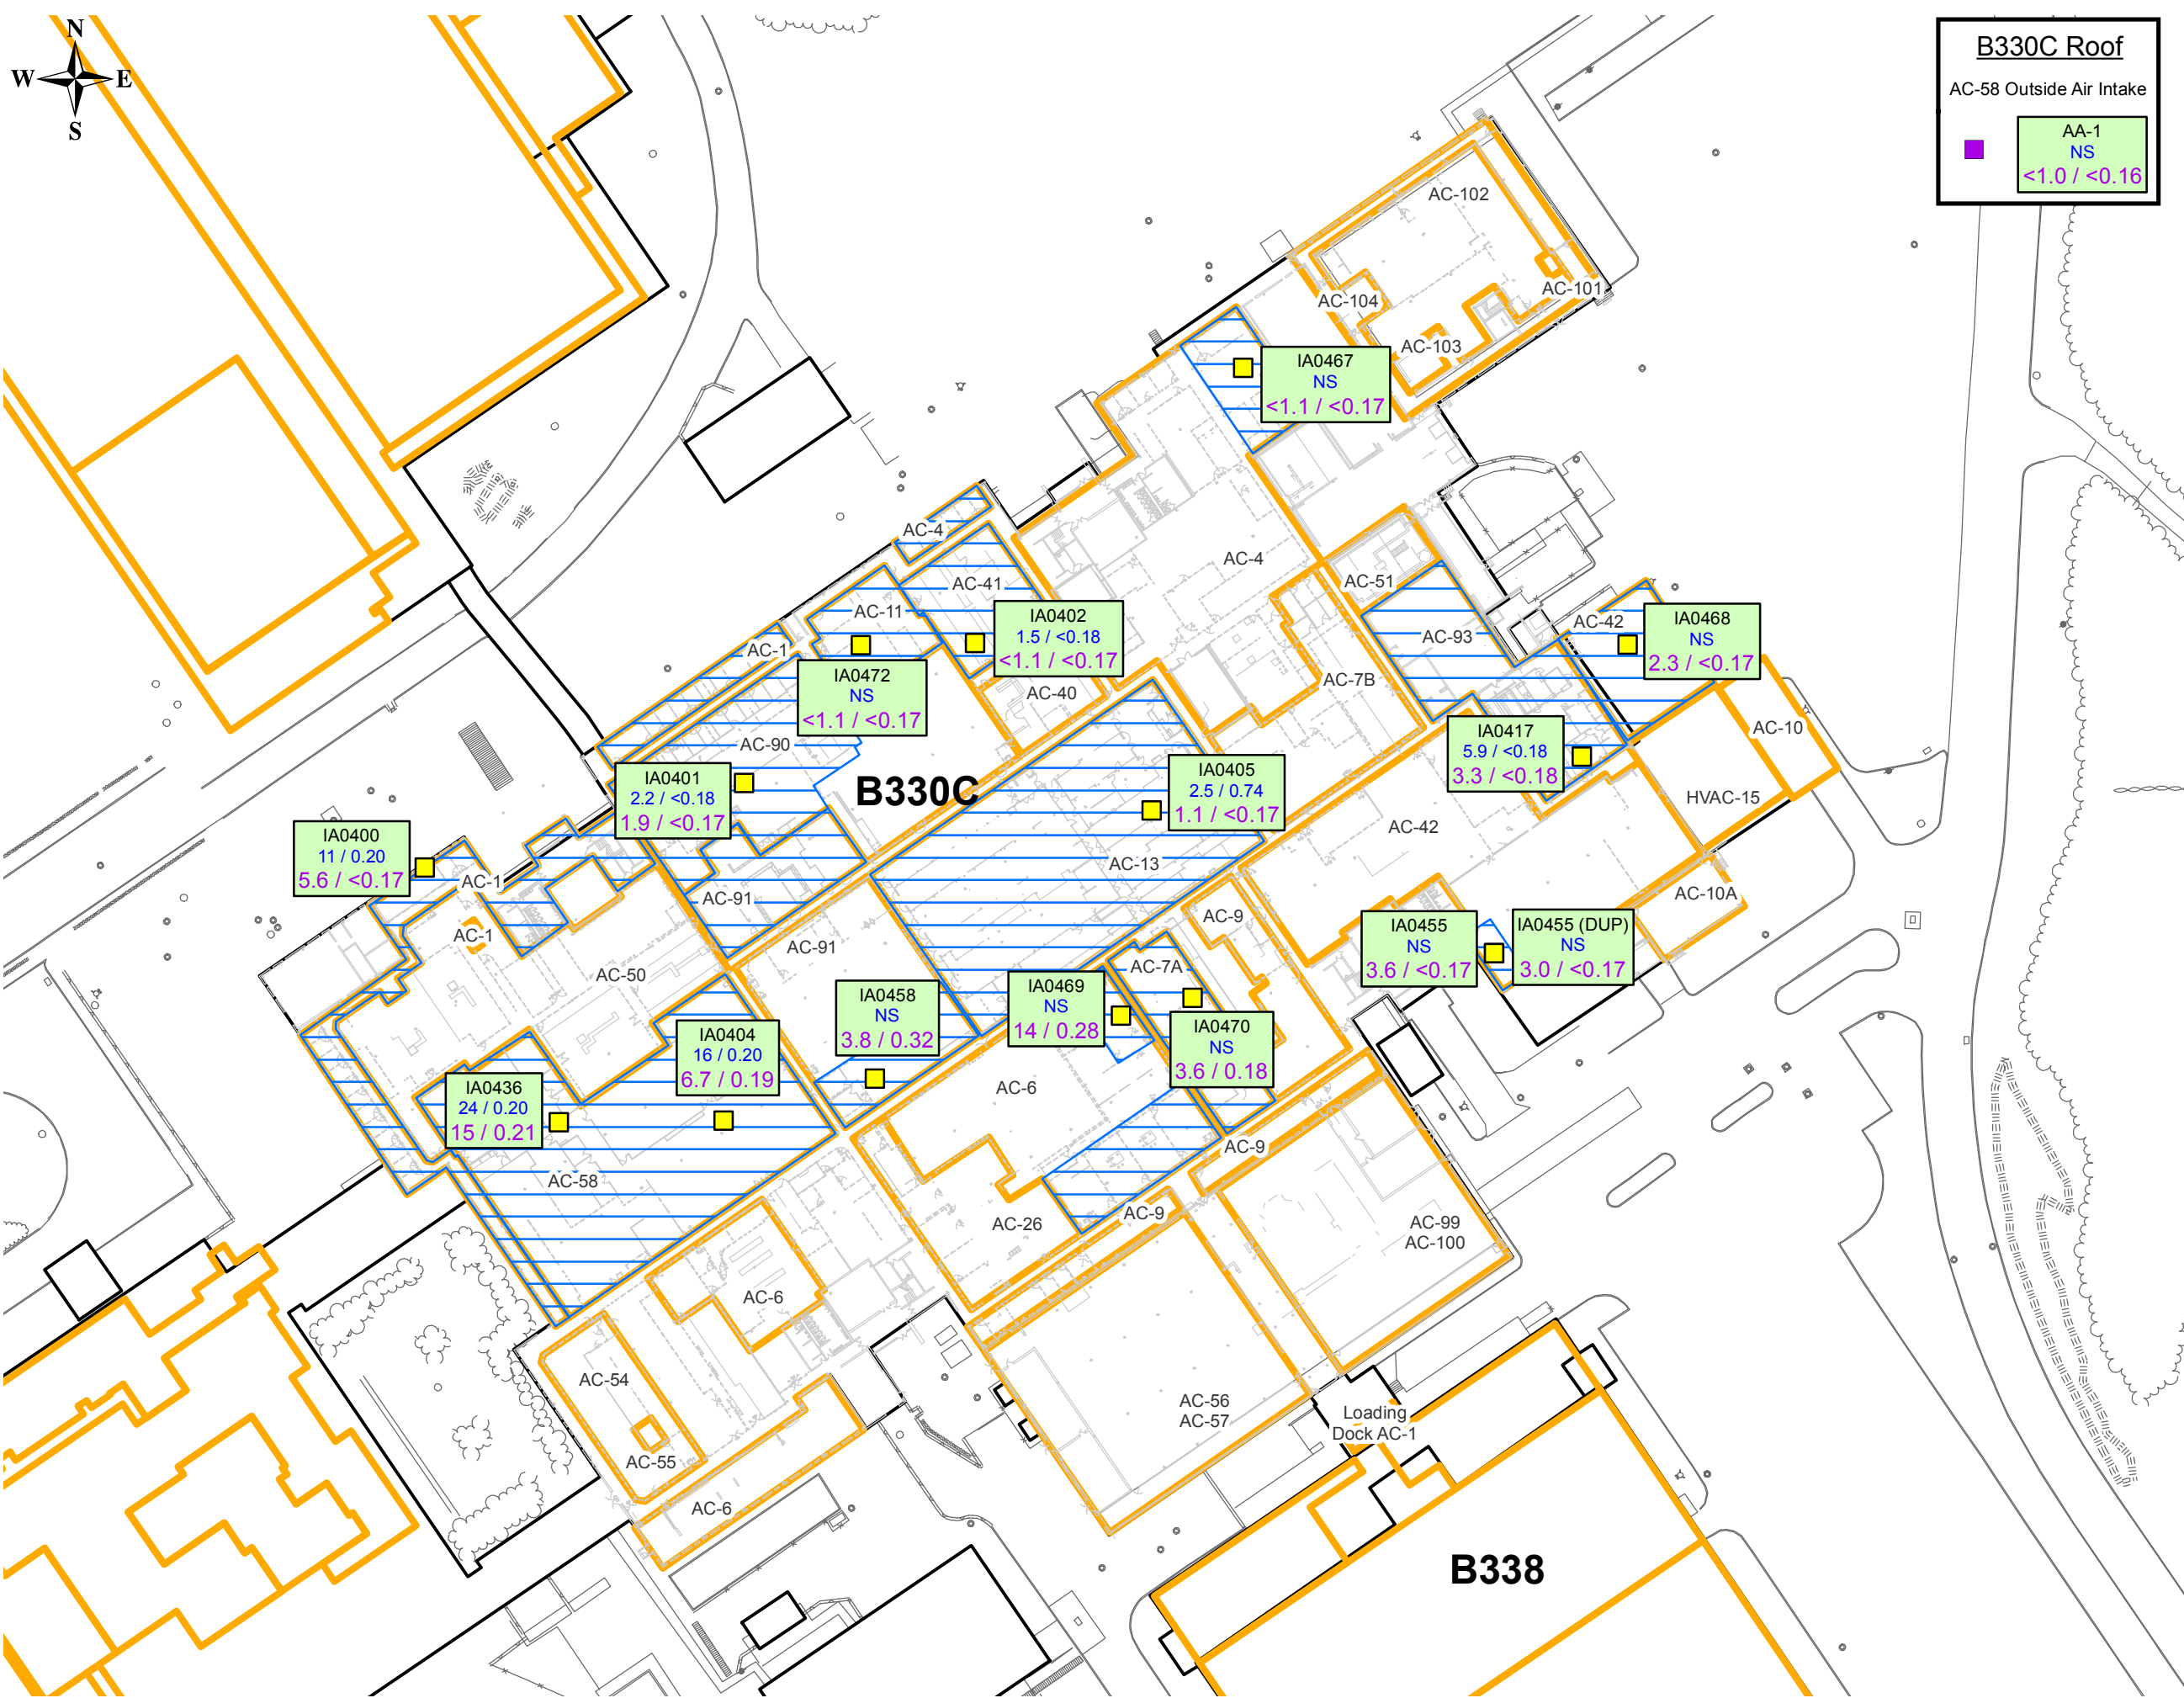 N
W
E
S
B330C Roof
AC-58 Outside Air Intake
AA-1
NS
<1.0 / <0.16
AC-102
AC-101
AC-104
AC-103
IA0467
NS
<1.1 / <0.17
AC-4
AC-4
AC-41
AC-11
AC-51
AC-93
AC-42
IA0468
NS
2.3 / <0.17
IA0402
1.5 / <0.18
<1.1 / <0.17
AC-1
IA0472
NS
<1.1 / <0.17
AC-40
AC-7B
AC-10
IA0417
5.9 / <0.18
3.3 / <0.18
AC-90
B330C
IA0401
2.2 / <0.18
1.9 / <0.17
IA0405
2.5 / 0.74
1.1 / <0.17
HVAC-15
AC-42
IA0400
11 / 0.20
5.6 / <0.17
AC-13
AC-1
AC-91
AC-10A
AC-9
AC-1
AC-91
IA0455
NS
3.6 / <0.17
IA0455 (DUP)
NS
3.0 / <0.17
AC-50
AC-7A
IA0458
NS
3.8 / 0.32
IA0469
NS
14 / 0.28
IA0470
NS
3.6 / 0.18
IA0404
16 / 0.20
6.7 / 0.19
IA0436
24 / 0.20
15 / 0.21
AC-6
AC-9
AC-58
AC-26
AC-9
AC-99
AC-100
AC-6
AC-54
AC-56
AC-57
Loading
Dock AC-1
AC-55
AC-6
B338